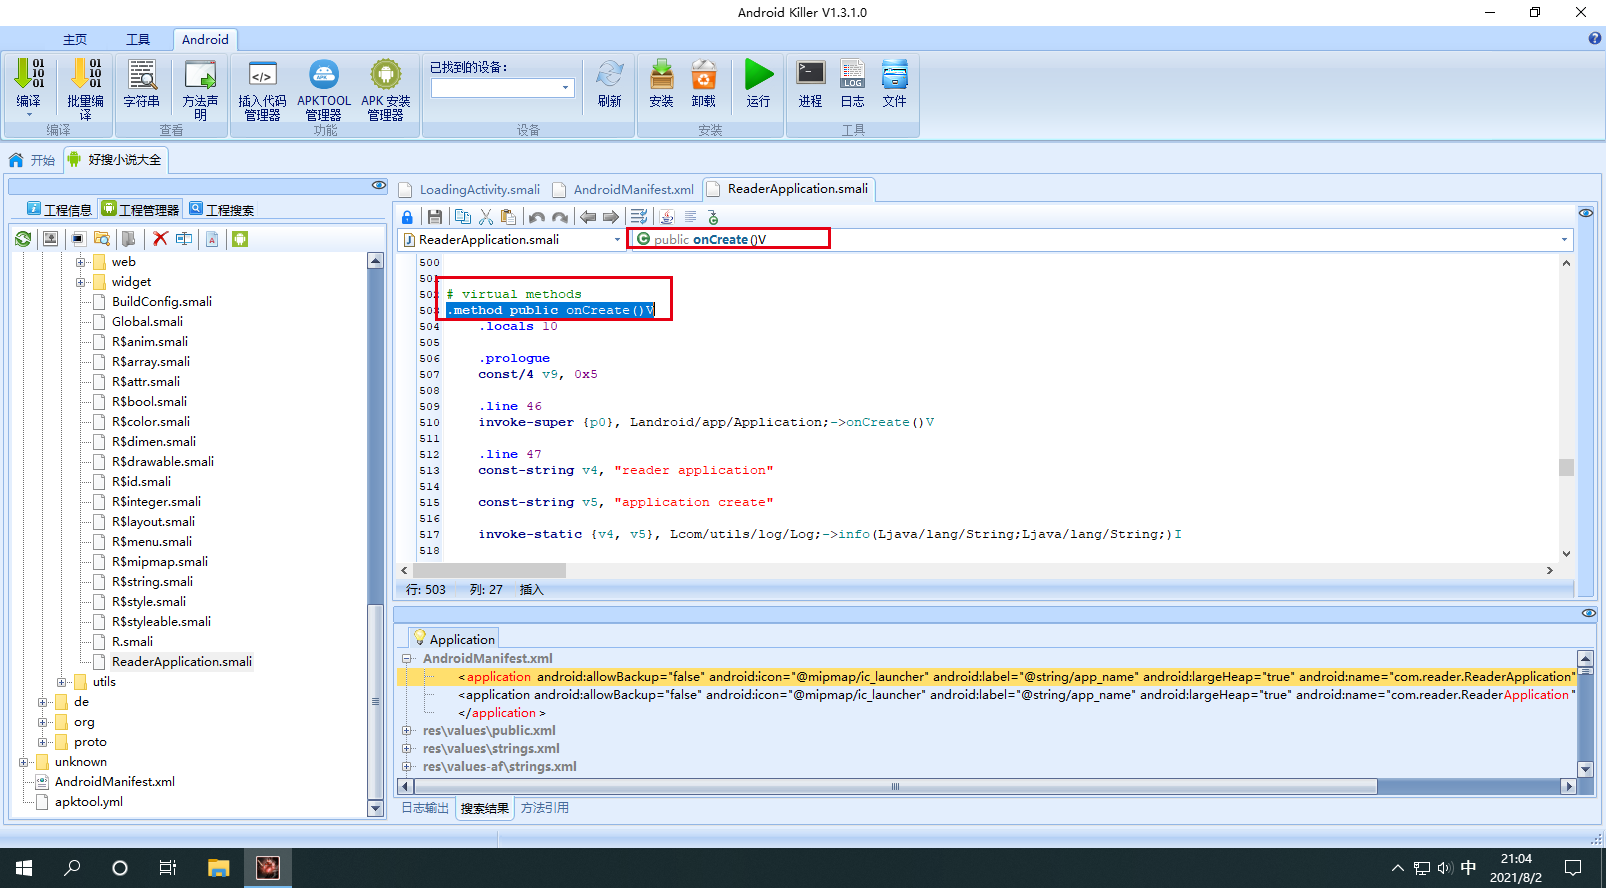 Android Killer V1.3.1.0
主页 工具 Android
编译 批量编译 字符串 方法声明 插入代码管理器 APKTOOL管理器 APK 安装管理器 已找到的设备: 刷新 安装 卸载 运行 进程 日志 文件
编译 查看 功能 设备 安装 工具
开始 好搜小说大全
工程信息 工程管理器 工程搜索
web
widget
BuildConfig.smali
Global.smali
R$anim.smali
R$array.smali
R$attr.smali
R$bool.smali
R$color.smali
R$dimen.smali
R$drawable.smali
R$id.smali
R$integer.smali
R$layout.smali
R$menu.smali
R$mipmap.smali
R$string.smali
R$style.smali
R$styleable.smali
R.smali
ReaderApplication.smali
utils
de
org
proto
unknown
AndroidManifest.xml
apktool.yml
LoadingActivity.smali AndroidManifest.xml ReaderApplication.smali
ReaderApplication.smali public onCreate()V
500
501
502 # virtual methods
503 .method public onCreate()V
504 .locals 10
505
506 .prologue
507 const/4 v9, 0x5
508
509 .line 46
510 invoke-super {p0}, Landroid/app/Application;->onCreate()V
511
512 .line 47
513 const-string v4, "reader application"
514
515 const-string v5, "application create"
516
517 invoke-static {v4, v5}, Lcom/utils/log/Log;->info(Ljava/lang/String;Ljava/lang/String;)I
518
行: 503 列: 27 插入
Application
AndroidManifest.xml
<application android:allowBackup="false" android:icon="@mipmap/ic_launcher" android:label="@string/app_name" android:largeHeap="true" android:name="com.reader.ReaderApplication"
<application android:allowBackup="false" android:icon="@mipmap/ic_launcher" android:label="@string/app_name" android:largeHeap="true" android:name="com.reader.ReaderApplication"
</application>
res\values\public.xml
res\values\strings.xml
res\values-af\strings.xml
日志输出 搜索结果 方法引用
中
21:04
2021/8/2